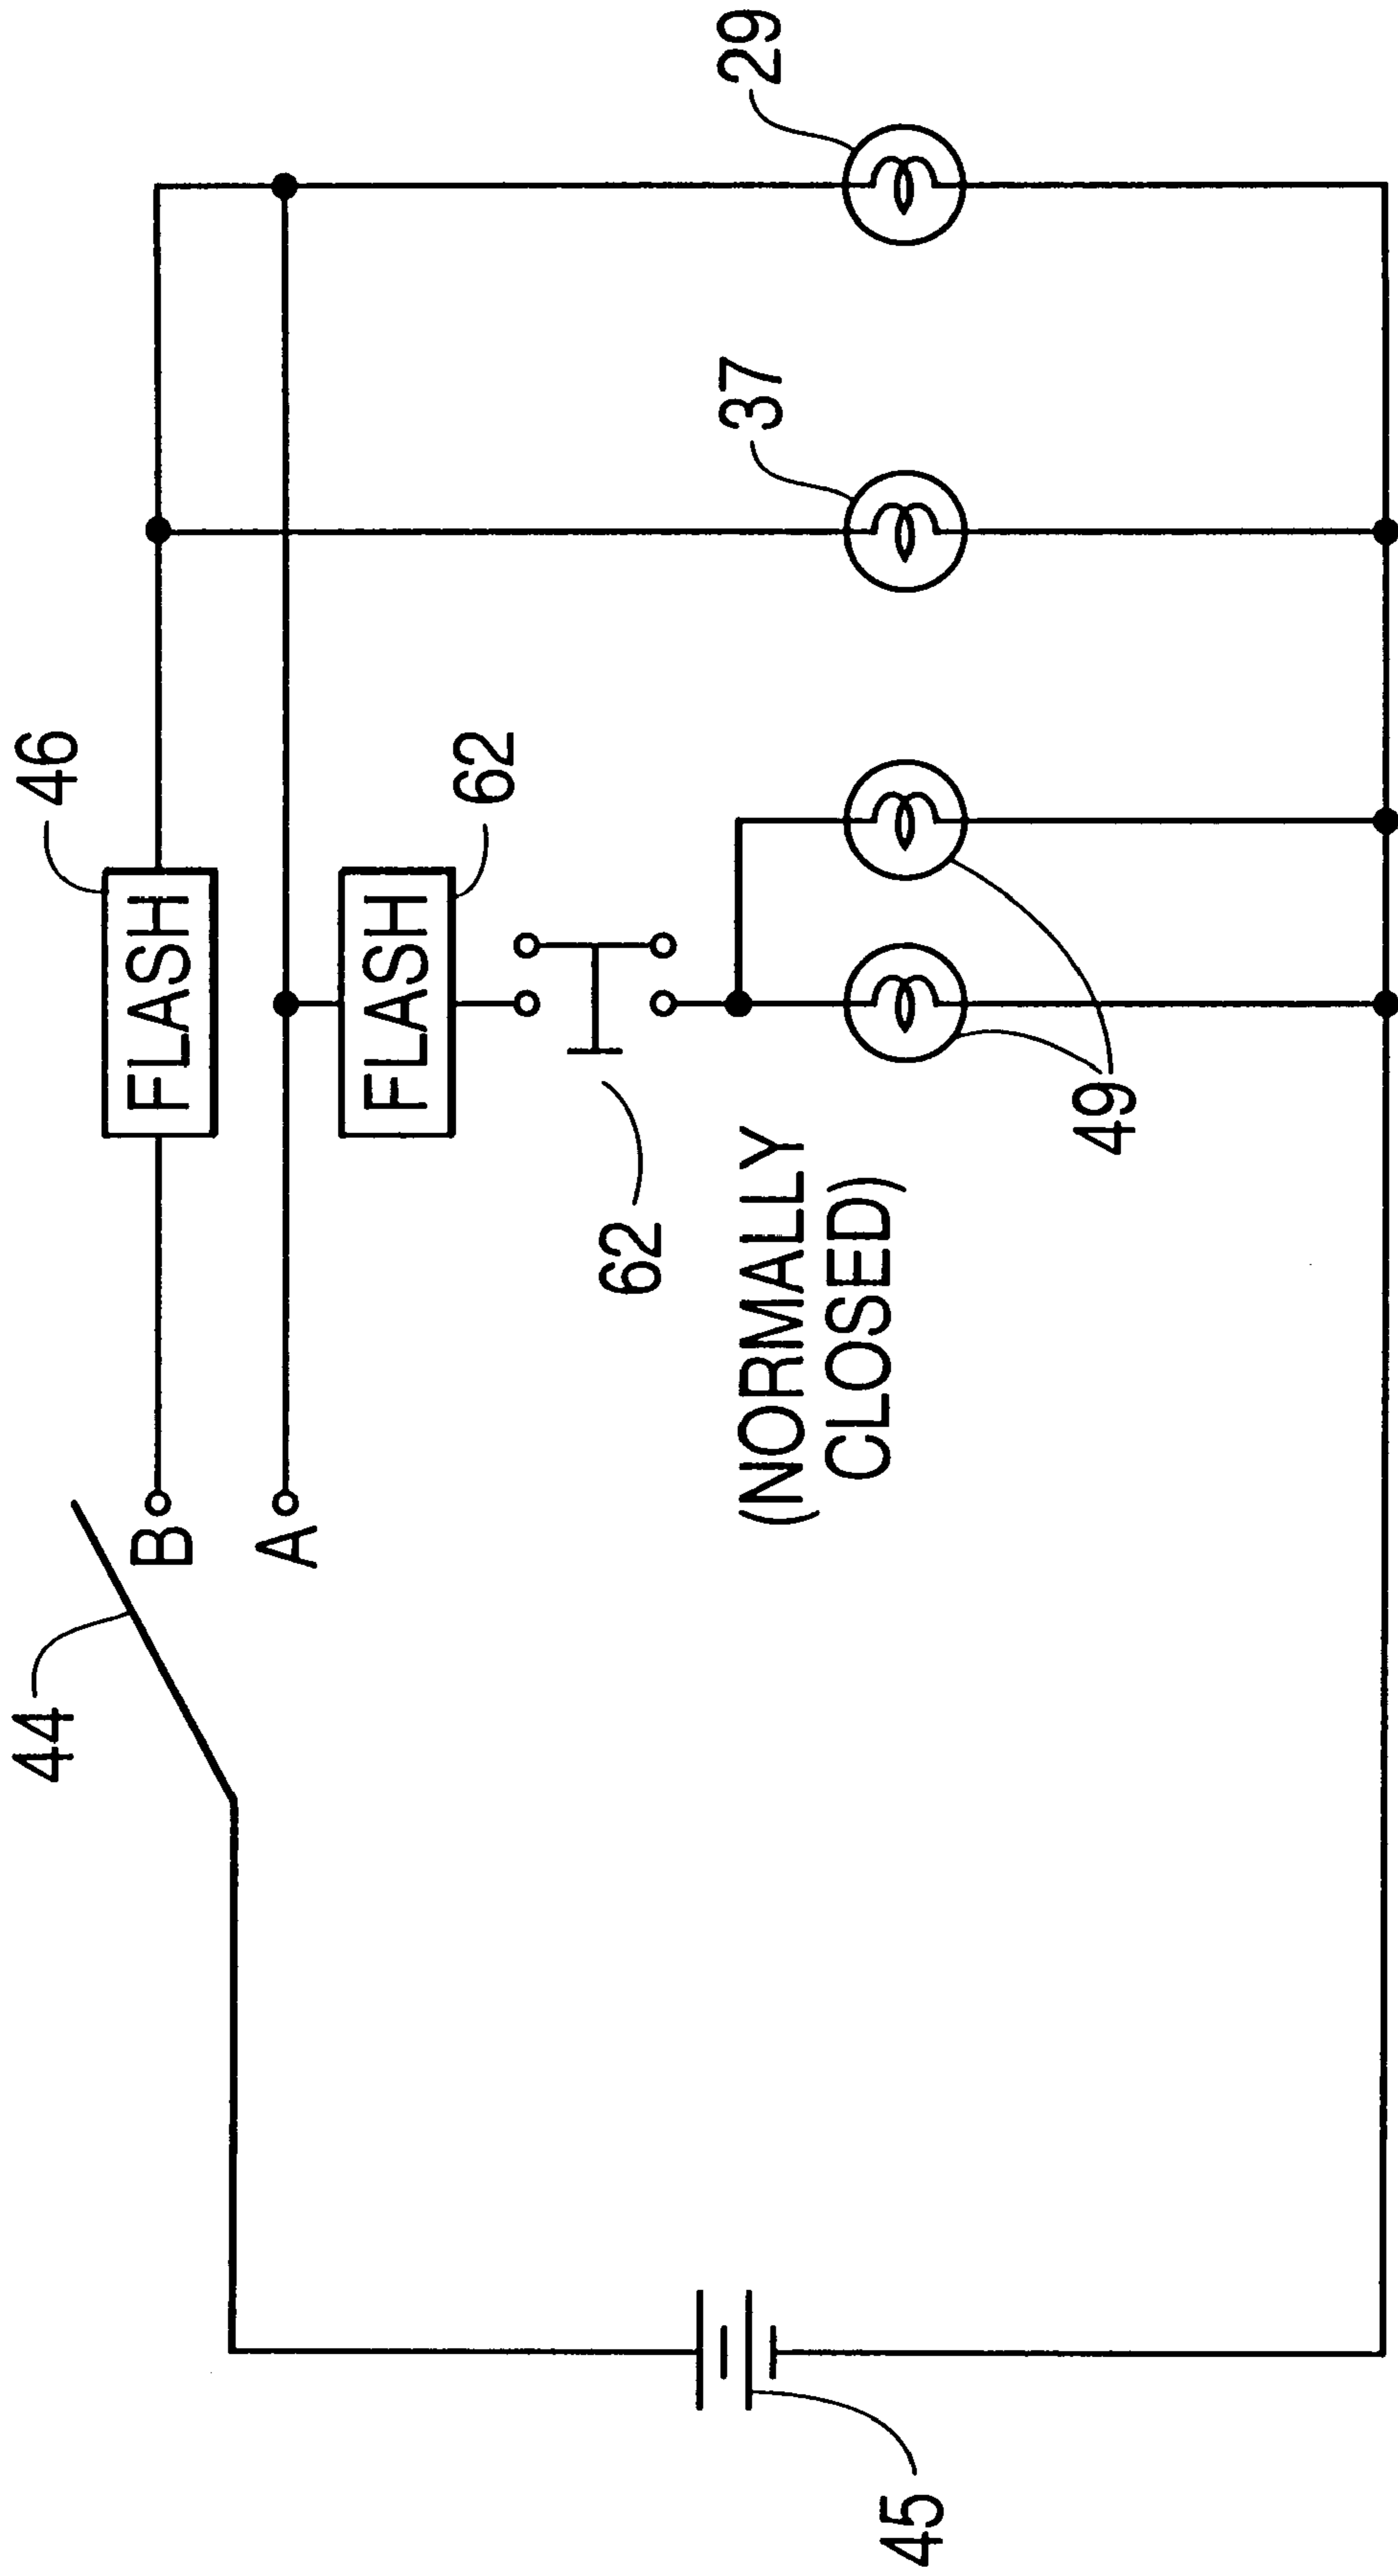 44
B
A
46
FLASH
62
FLASH
62
(NORMALLY
CLOSED)
49
37
29
45